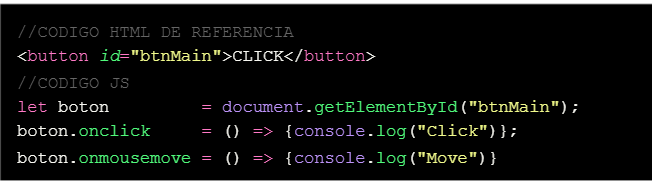 //CODIGO HTML DE REFERENCIA
<button id="btnMain">CLICK</button>
//CODIGO JS
let boton         = document.getElementById("btnMain");
boton.onclick     = () => {console.log("Click")};
boton.onmousemove = () => {console.log("Move")}